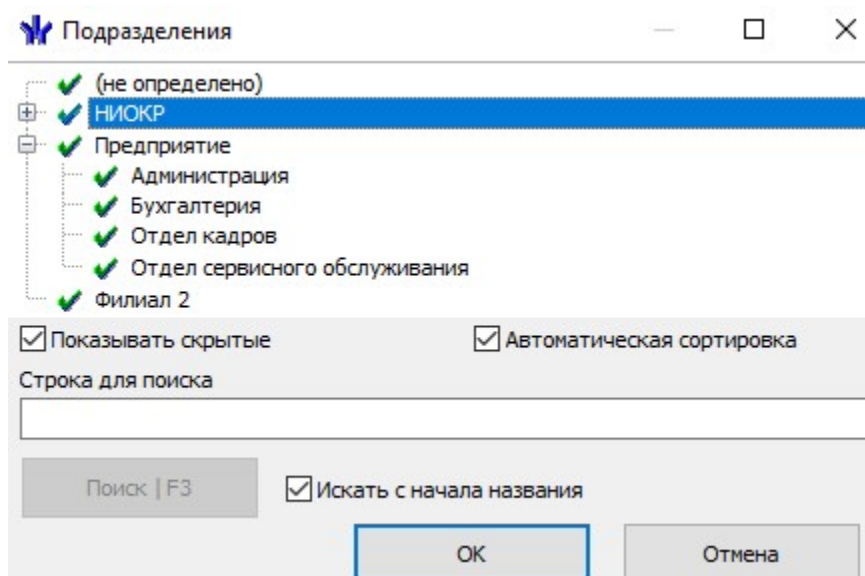 Подразделения
(не определено)
НИОКР
Предприятие
Администрация
Бухгалтерия
Отдел кадров
Отдел сервисного обслуживания
Филиал 2
Показывать скрытые Автоматическая сортировка
Строка для поиска
Поиск | F3 Искать с начала названия
ОК Отмена